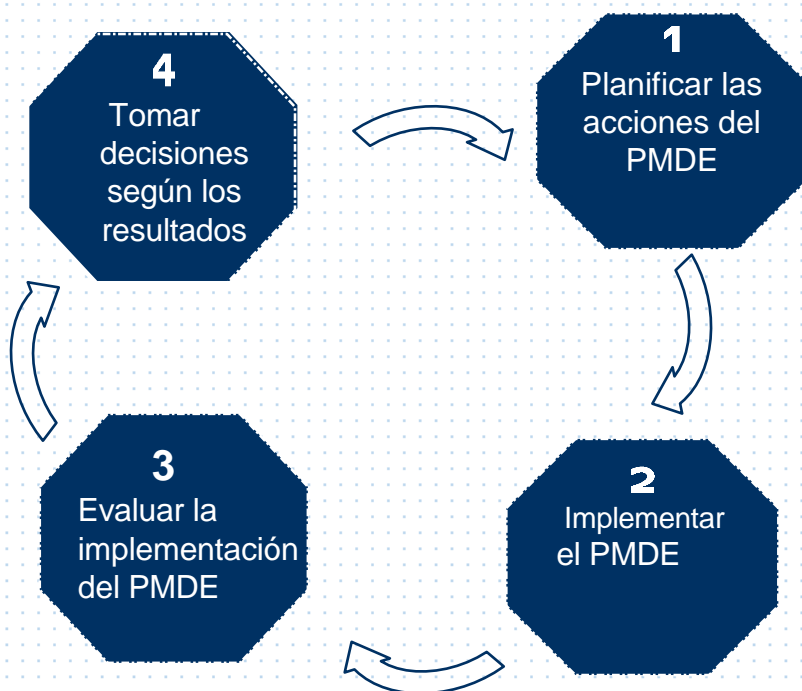 1
Planificar las
acciones del
PMDE
2
Implementar
el PMDE
3
Evaluar la
implementación
del PMDE
4
Tomar
decisiones
según los
resultados